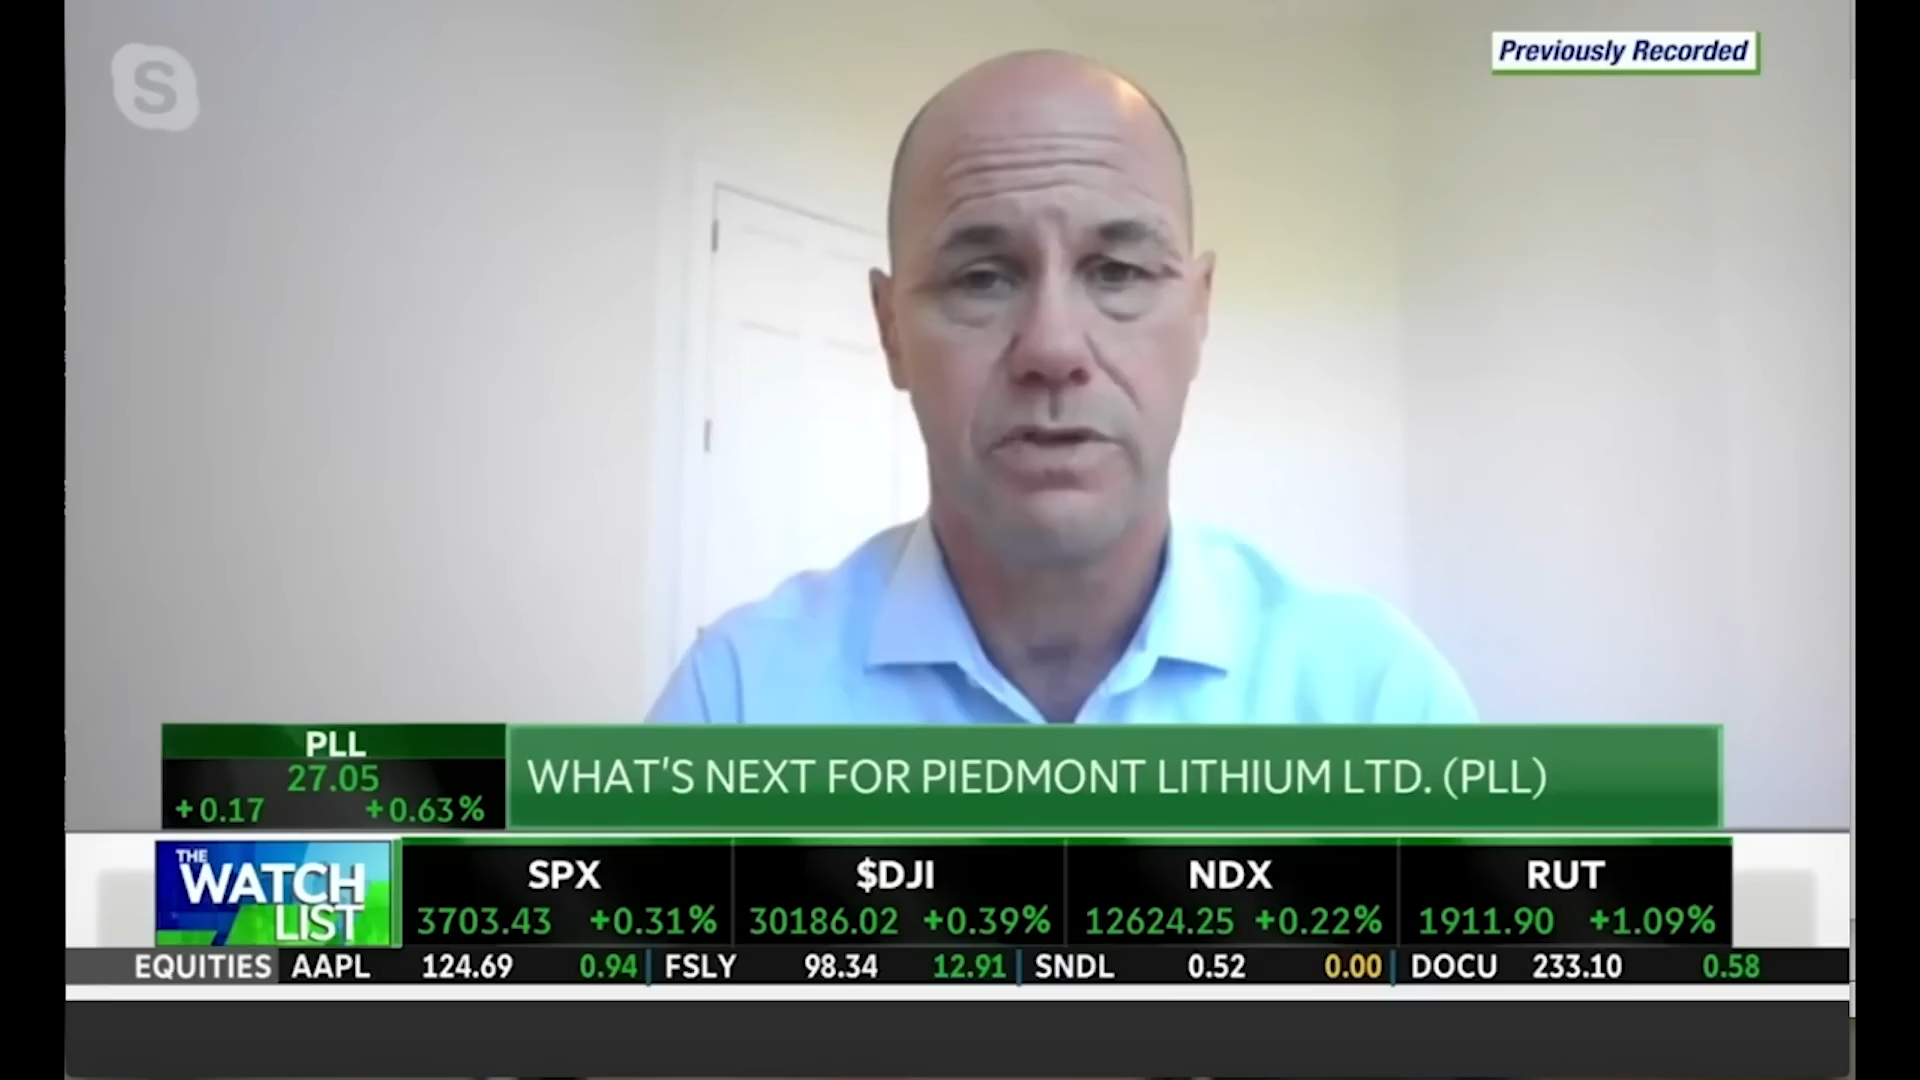 S
Previously Recorded
PLL
27.05
+0.17 +0.63%
WHAT'S NEXT FOR PIEDMONT LITHIUM LTD. (PLL)
THE
WATCH
LIST
SPX $DJI NDX RUT
3703.43 +0.31% 30186.02 +0.39% 12624.25 +0.22% 1911.90 +1.09%
EQUITIES AAPL 124.69 0.94 FSLY 98.34 12.91 SNDL 0.52 0.00 DOCU 233.10 0.58